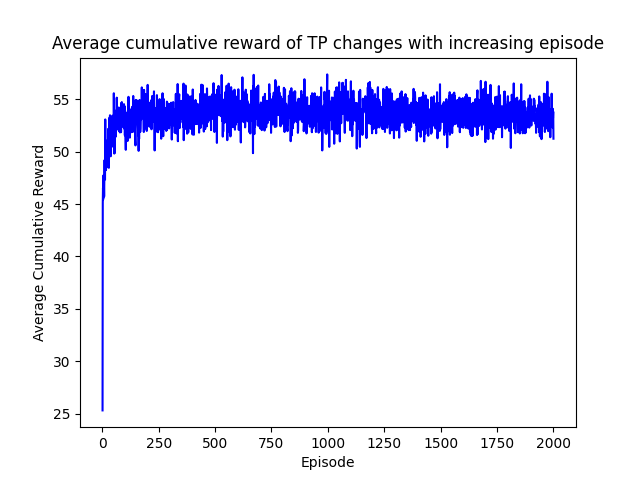 Average cumulative reward of TP changes with increasing episode
55
50
45
40
35
30
25
Average Cumulative Reward
0 250 500 750 1000 1250 1500 1750 2000
Episode